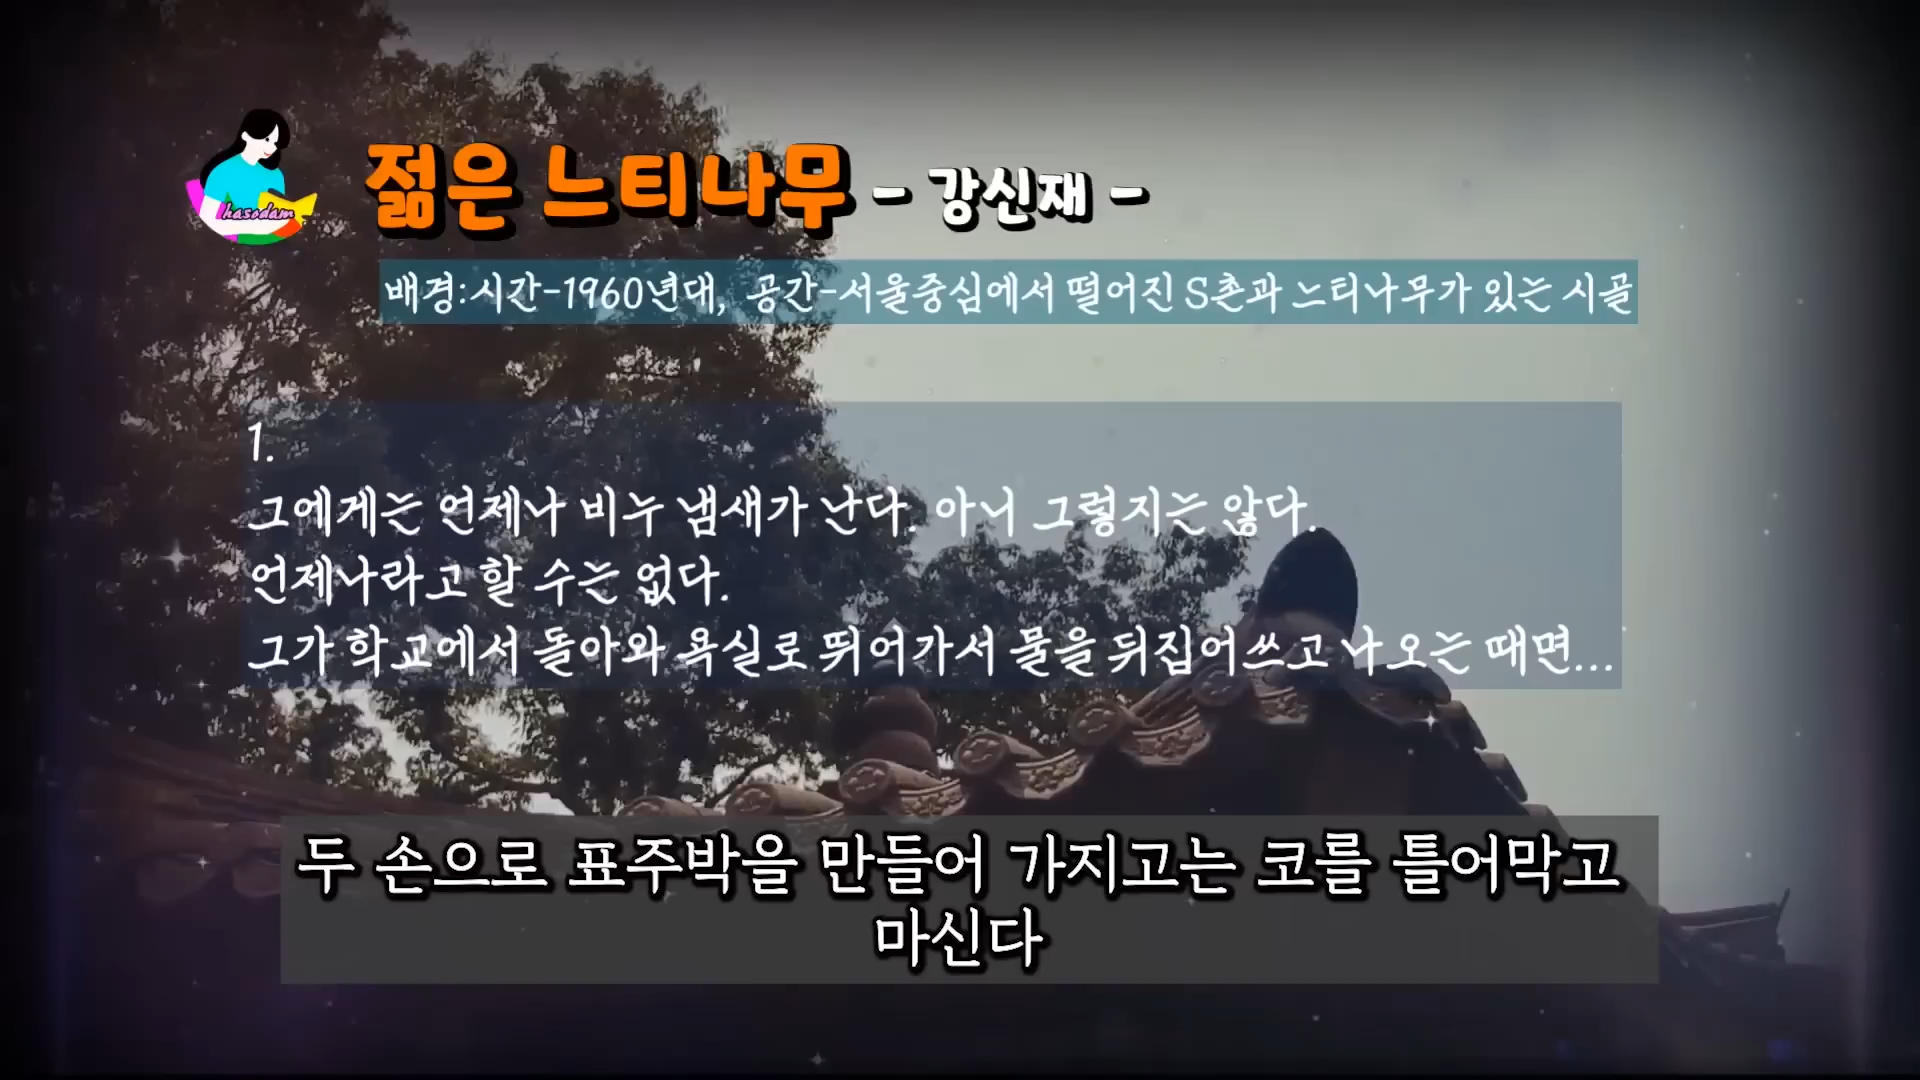 hasodam
젊은 느티나무 - 강신재 -
배경:시간-1960년대, 공간-서울중심에서 떨어진 S촌과 느티나무가 있는 시골
1.
그에게는 언제나 비누 냄새가 난다. 아니 그렇지는 않다.
언제나라고 할 수는 없다.
그가 학교에서 돌아와 욕실로 뛰어가서 물을 뒤집어쓰고 나오는 때면...
두 손으로 표주박을 만들어 가지고는 코를 틀어막고
마신다